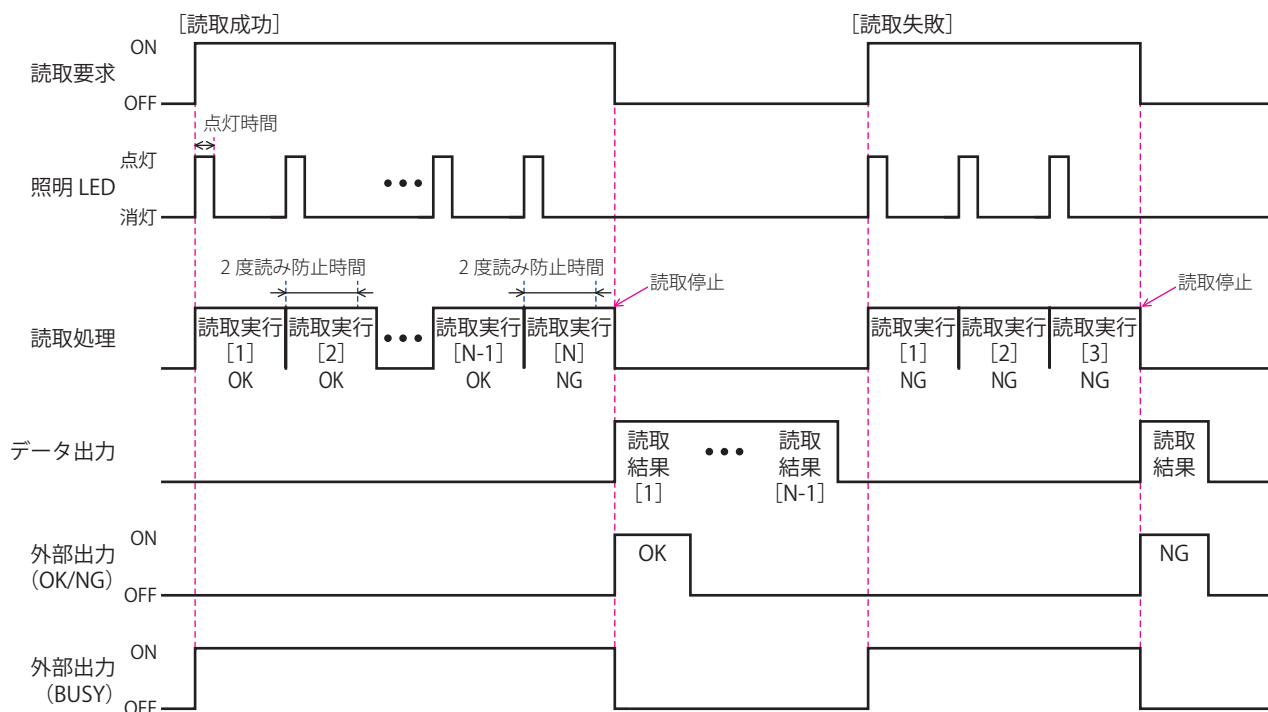 ［読取成功］
［読取失敗］
ON
読取要求
OFF
点灯時間
点灯
照明 LED
•••
消灯
2 度読み防止時間
2 度読み防止時間
読取停止
読取停止
読取処理
読取実行
［1］
OK
読取実行
［2］
OK
•••
読取実行
［N-1］
OK
読取実行
［N］
NG
読取実行
［1］
NG
読取実行
［2］
NG
読取実行
［3］
NG
データ出力
読取
結果
［1］
•••
読取
結果
［N-1］
読取
結果
ON
外部出力
（OK/NG）
OFF
OK
NG
ON
外部出力
（BUSY）
OFF